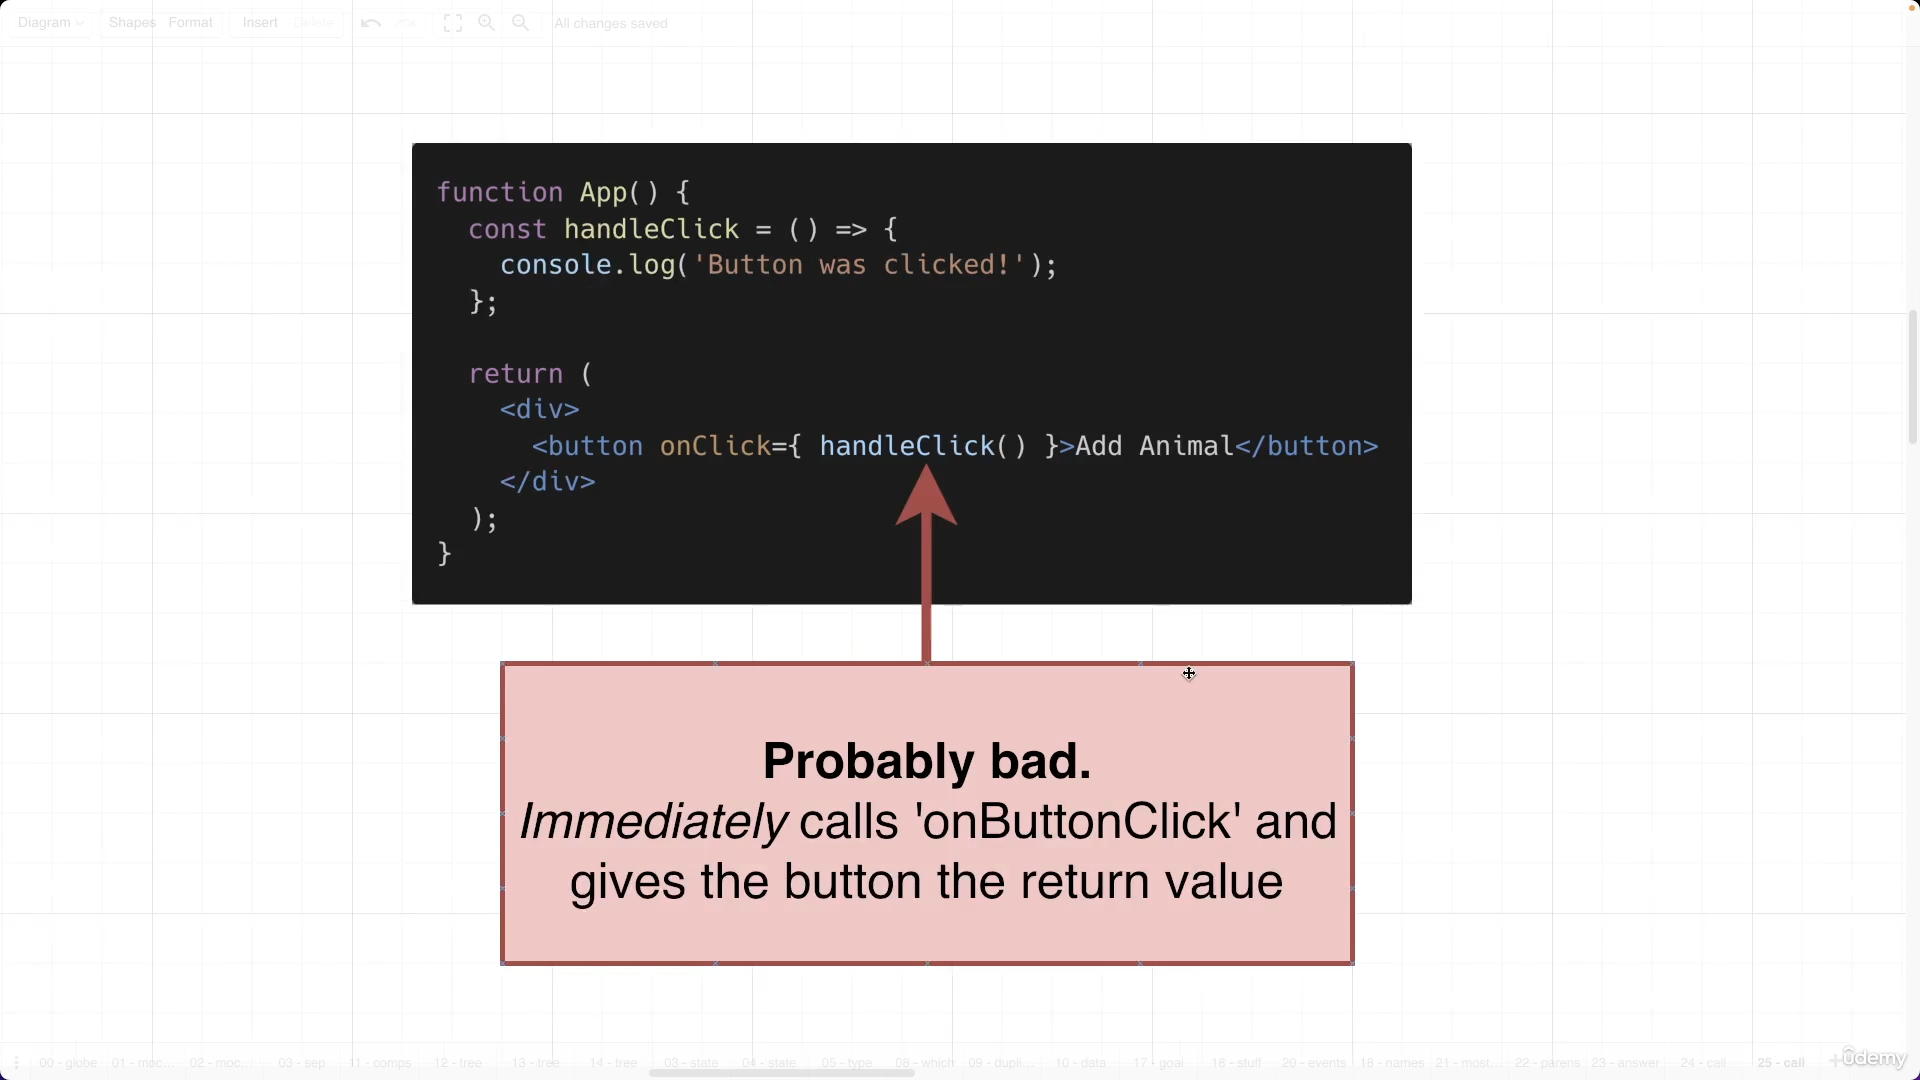 Diagram Shapes Format Insert Delete All changes saved
function App() {
const handleClick = () => {
console.log('Button was clicked!');
};
return (
<div>
<button onClick={ handleClick() }>Add Animal</button>
</div>
);
}
Probably bad.
Immediately calls 'onButtonClick' and
gives the button the return value
00 - globe 01 - moc... 02 - moc... 03 - sep 11 - comps 12 - tree 13 - tree 14 - tree 03 - state 04 - state 05 - type 08 - which 09 - dupli... 10 - data 17 - goal 18 - stuff 20 - events 18 - names 21 - most... 22 - parens 23 - answer 24 - call 25 - call
ûdemy